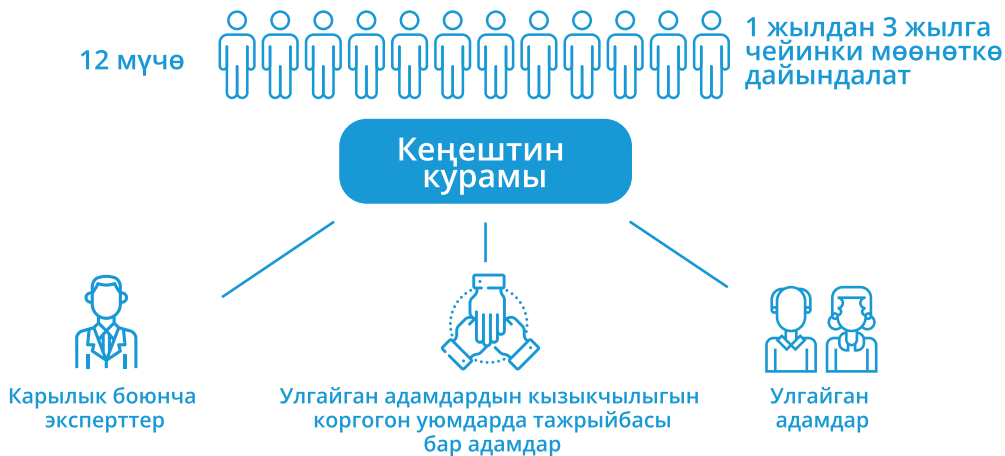 12 мүчө
1 жылдан 3 жылга
чейинки мөөнөткө
дайындалат
Кеңештин
курамы
Карылык боюнча
эксперттер
Улгайган адамдардын кызыкчылыгын
коргогон уюмдарда тажрыйбасы
бар адамдар
Улгайган
адамдар